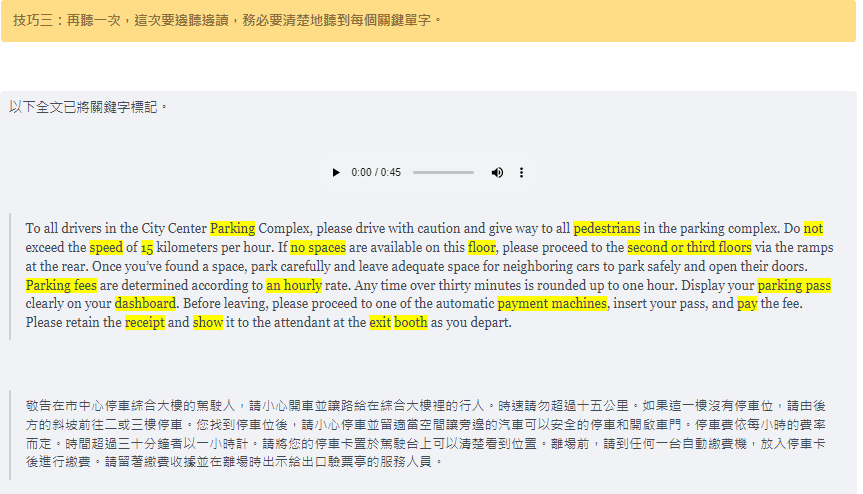 技巧三：再聽一次，這次要邊聽邊讀，務必要清楚地聽到每個關鍵單字。
以下全文已將關鍵字標記。
0:00 / 0:45
To all drivers in the City Center Parking Complex, please drive with caution and give way to all pedestrians in the parking complex. Do not
exceed the speed of 15 kilometers per hour. If no spaces are available on this floor, please proceed to the second or third floors via the ramps
at the rear. Once you’ve found a space, park carefully and leave adequate space for neighboring cars to park safely and open their doors.
Parking fees are determined according to an hourly rate. Any time over thirty minutes is rounded up to one hour. Display your parking pass
clearly on your dashboard. Before leaving, please proceed to one of the automatic payment machines, insert your pass, and pay the fee.
Please retain the receipt and show it to the attendant at the exit booth as you depart.
敬告在市中心停車綜合大樓的駕駛人，請小心開車並讓路給在綜合大樓裡的行人。時速請勿超過十五公里。如果這一樓沒有停車位，請由後
方的斜坡前往二或三樓停車。您找到停車位後，請小心停車並留適當空間讓旁邊的汽車可以安全的停車和開啟車門。停車費依每小時的費率
而定。時間超過三十分鐘者以一小時計。請將您的停車卡置於駕駛台上可以清楚看到位置。離場前，請到任何一台自動繳費機，放入停車卡
後進行繳費。請留著繳費收據並在離場時出示給出口驗票亭的服務人員。